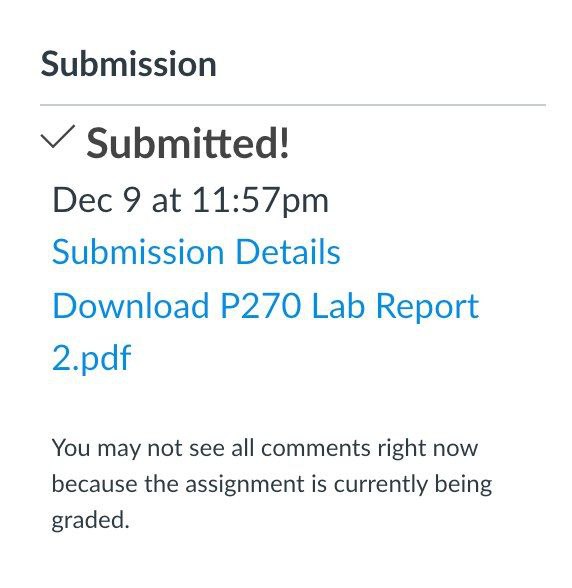 Submission
Submitted!
Dec 9 at 11:57pm
Submission Details
Download P270 Lab Report
2.pdf
You may not see all comments right now
because the assignment is currently being
graded.